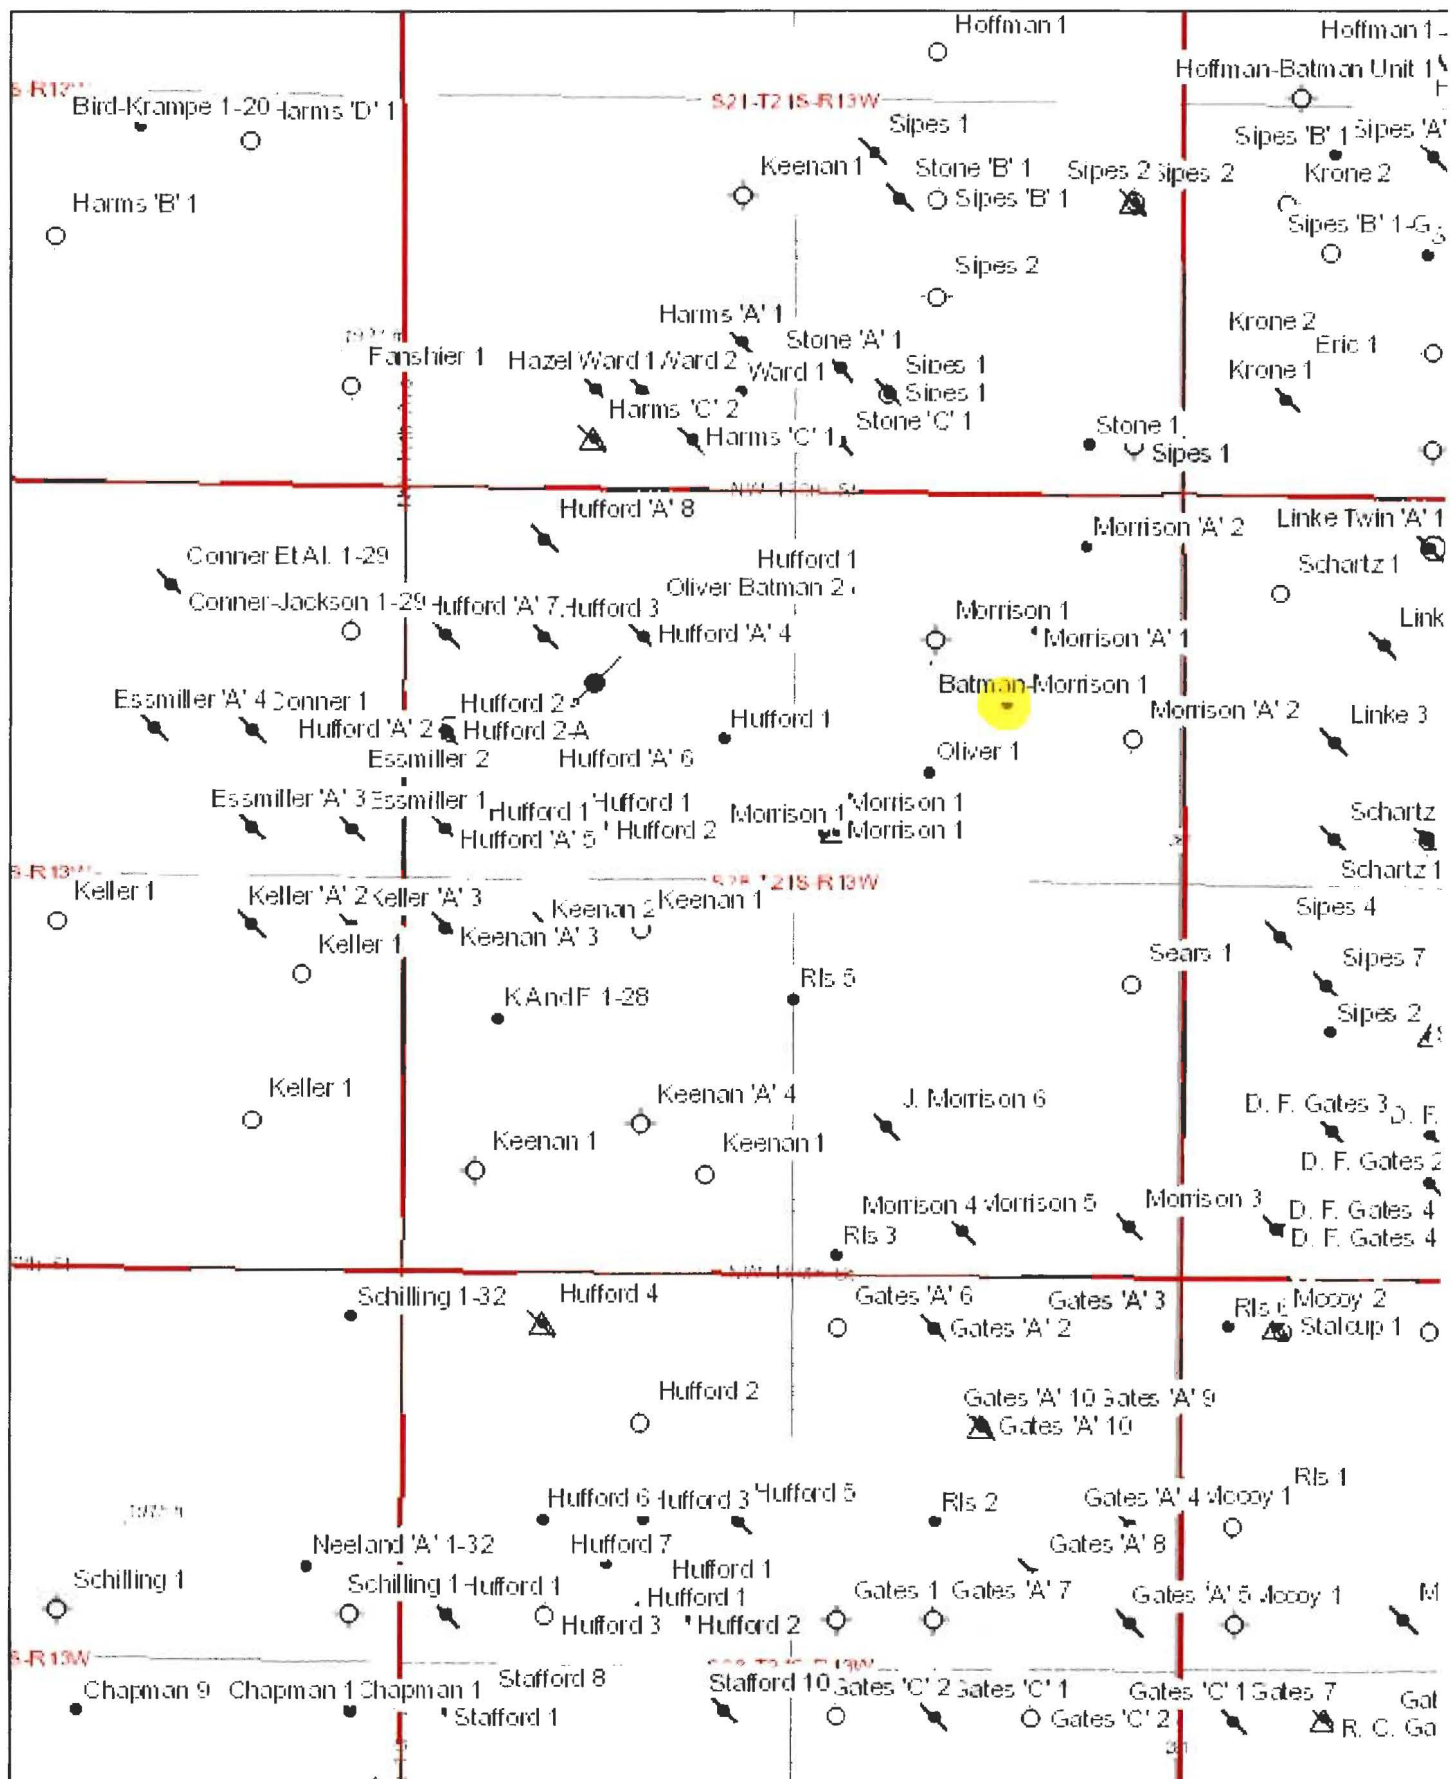 Hoffman 1
Hoffman 1-
Hoffman-Batman Unit 1
S21-T21S-R13W
Bird-Krampe 1-20
Harms 'D' 1
Sipes 1
Sipes 'B' 1
Sipes 'A'
Keenan 1
Stone 'B' 1
Sipes 2
Sipes 2
Krone 2
Harms 'B' 1
Sipes 'B' 1
Sipes 'B' 1-G
Sipes 2
Harms 'A' 1
Krone 2
Fanshier 1
Hazel Ward 1
Ward 2
Stone 'A' 1
Eric 1
Ward 1
Sipes 1
Krone 1
Sipes 1
Harms 'C' 2
Stone 'C' 1
Harms 'C' 1
Stone 1
Sipes 1
Hufford 'A' 8
Morrison 'A' 2
Linke Twin 'A' 1
Conner Et Al. 1-29
Hufford 1
Schartz 1
Oliver Batman 2
Conner-Jackson 1-29
Hufford 'A' 7
Hufford 3
Morrison 1
Hufford 'A' 4
Morrison 'A' 1
Link
Batman-Morrison 1
Essmiller 'A' 4
Conner 1
Hufford 2
Hufford 1
Morrison 'A' 2
Linke 3
Hufford 'A' 2
Hufford 2-A
Essmiller 2
Hufford 'A' 6
Oliver 1
Essmiller 'A' 3
Essmiller 1
Hufford 1
Hufford 1
Morrison 1
Morrison 1
Schartz
Hufford 'A' 5
Hufford 2
Morrison 1
Schartz 1
S28-T21S-R13W
Keller 1
Keller 'A' 2
Keller 'A' 3
Keenan 2
Keenan 1
Sipes 4
Keller 1
Keenan 'A' 3
Sears 1
Sipes 7
K And F 1-28
Rls 5
Sipes 2
Keller 1
Keenan 'A' 4
J. Morrison 6
D. F. Gates 3
D. F.
Keenan 1
Keenan 1
D. F. Gates 2
Morrison 4
Morrison 5
Morrison 3
D. F. Gates 4
Rls 3
D. F. Gates 4
Schilling 1-32
Hufford 4
Gates 'A' 6
Gates 'A' 3
Rls 6
Mccoy 2
Gates 'A' 2
Stalcup 1
Hufford 2
Gates 'A' 10
Gates 'A' 9
Gates 'A' 10
Rls 1
Hufford 6
Hufford 3
Hufford 5
Rls 2
Gates 'A' 4
Mccoy 1
Neeland 'A' 1-32
Hufford 7
Gates 'A' 8
Schilling 1
Schilling 1
Hufford 1
Hufford 1
Gates 1
Gates 'A' 7
Gates 'A' 5
Mccoy 1
M
Hufford 1
Hufford 3
Hufford 2
S-R13W
Stafford 8
Chapman 9
Chapman 1
Chapman 1
Stafford 10
Gates 'C' 2
Gates 'C' 1
Gates 'C' 1
Gates 7
Gat
Stafford 1
Gates 'C' 2
R. C. Ga